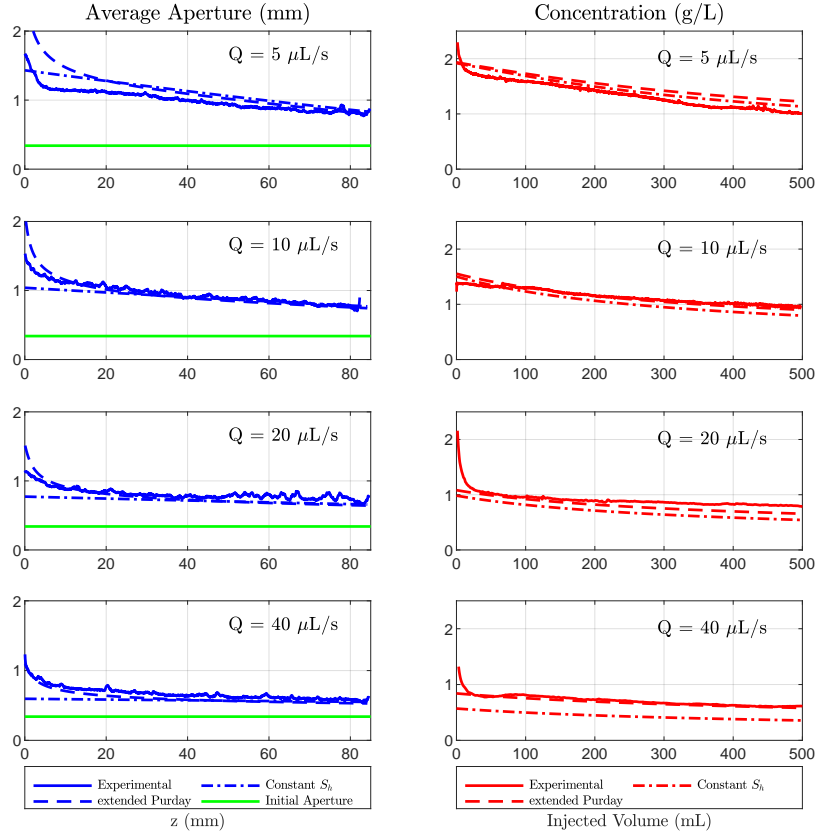 Average Aperture (mm)
Concentration (g/L)
2
1
0
Q = 5 μL/s
0 20 40 60 80
2
1
0
Q = 5 μL/s
0 100 200 300 400 500
2
1
0
Q = 10 μL/s
0 20 40 60 80
2
1
0
Q = 10 μL/s
0 100 200 300 400 500
2
1
0
Q = 20 μL/s
0 20 40 60 80
2
1
0
Q = 20 μL/s
0 100 200 300 400 500
2
1
0
Q = 40 μL/s
0 20 40 60 80
2
1
0
Q = 40 μL/s
0 100 200 300 400 500
Experimental Constant Sₕ
extended Purday Initial Aperture
z (mm)
Experimental Constant Sₕ
extended Purday
Injected Volume (mL)